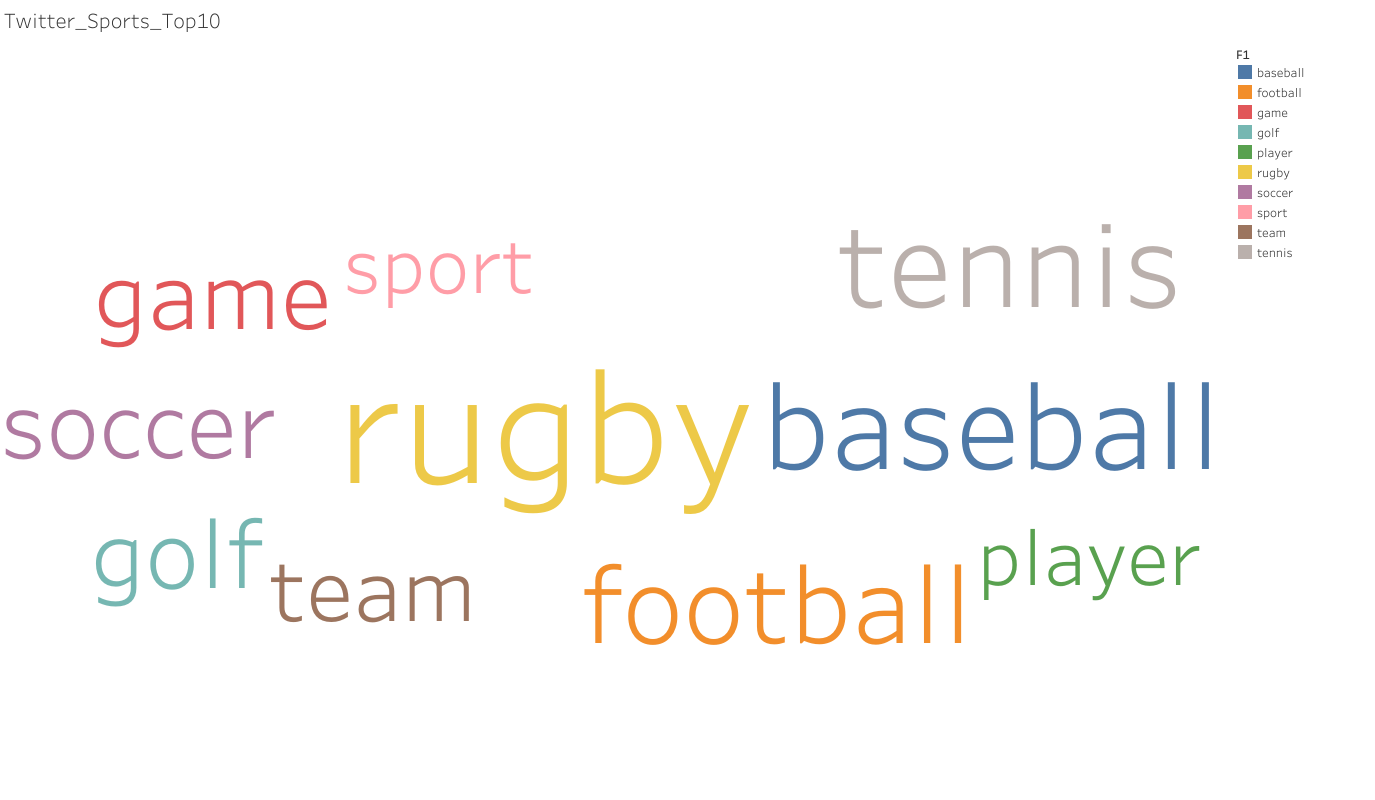 Twitter_Sports_Top10
F1
baseball
football
game
golf
player
rugby
soccer
sport
team
tennis
game sport tennis
soccer rugby baseball
golf team football player